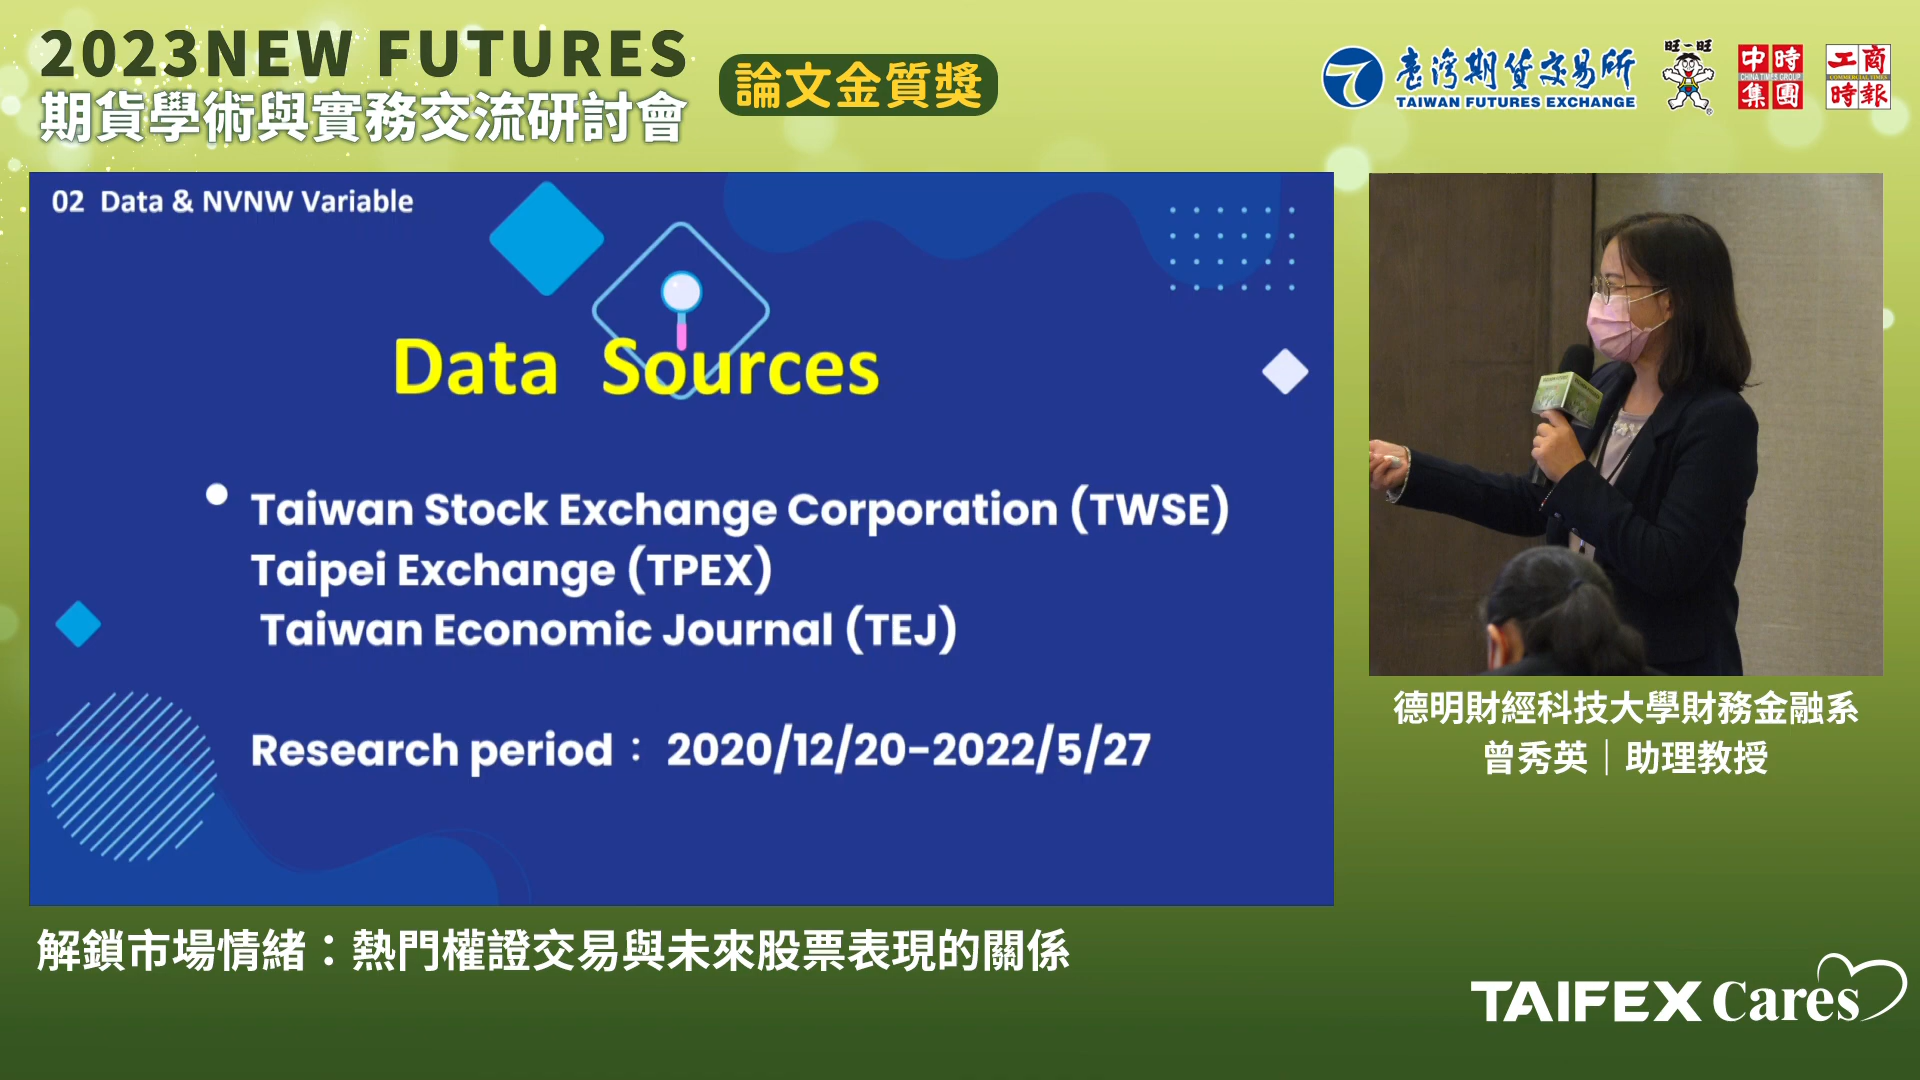 2023NEW FUTURES
期貨學術與實務交流研討會
論文金質獎
臺灣期貨交易所
TAIWAN FUTURES EXCHANGE
旺旺
中時
CHINA TIMES GROUP
集團
工商
COMMERCIAL TIMES
時報
02 Data & NVNW Variable
Data Sources
Taiwan Stock Exchange Corporation (TWSE)
Taipei Exchange (TPEX)
Taiwan Economic Journal (TEJ)
Research period： 2020/12/20-2022/5/27
德明財經科技大學財務金融系
曾秀英｜助理教授
解鎖市場情緒：熱門權證交易與未來股票表現的關係
TAIFEX Cares